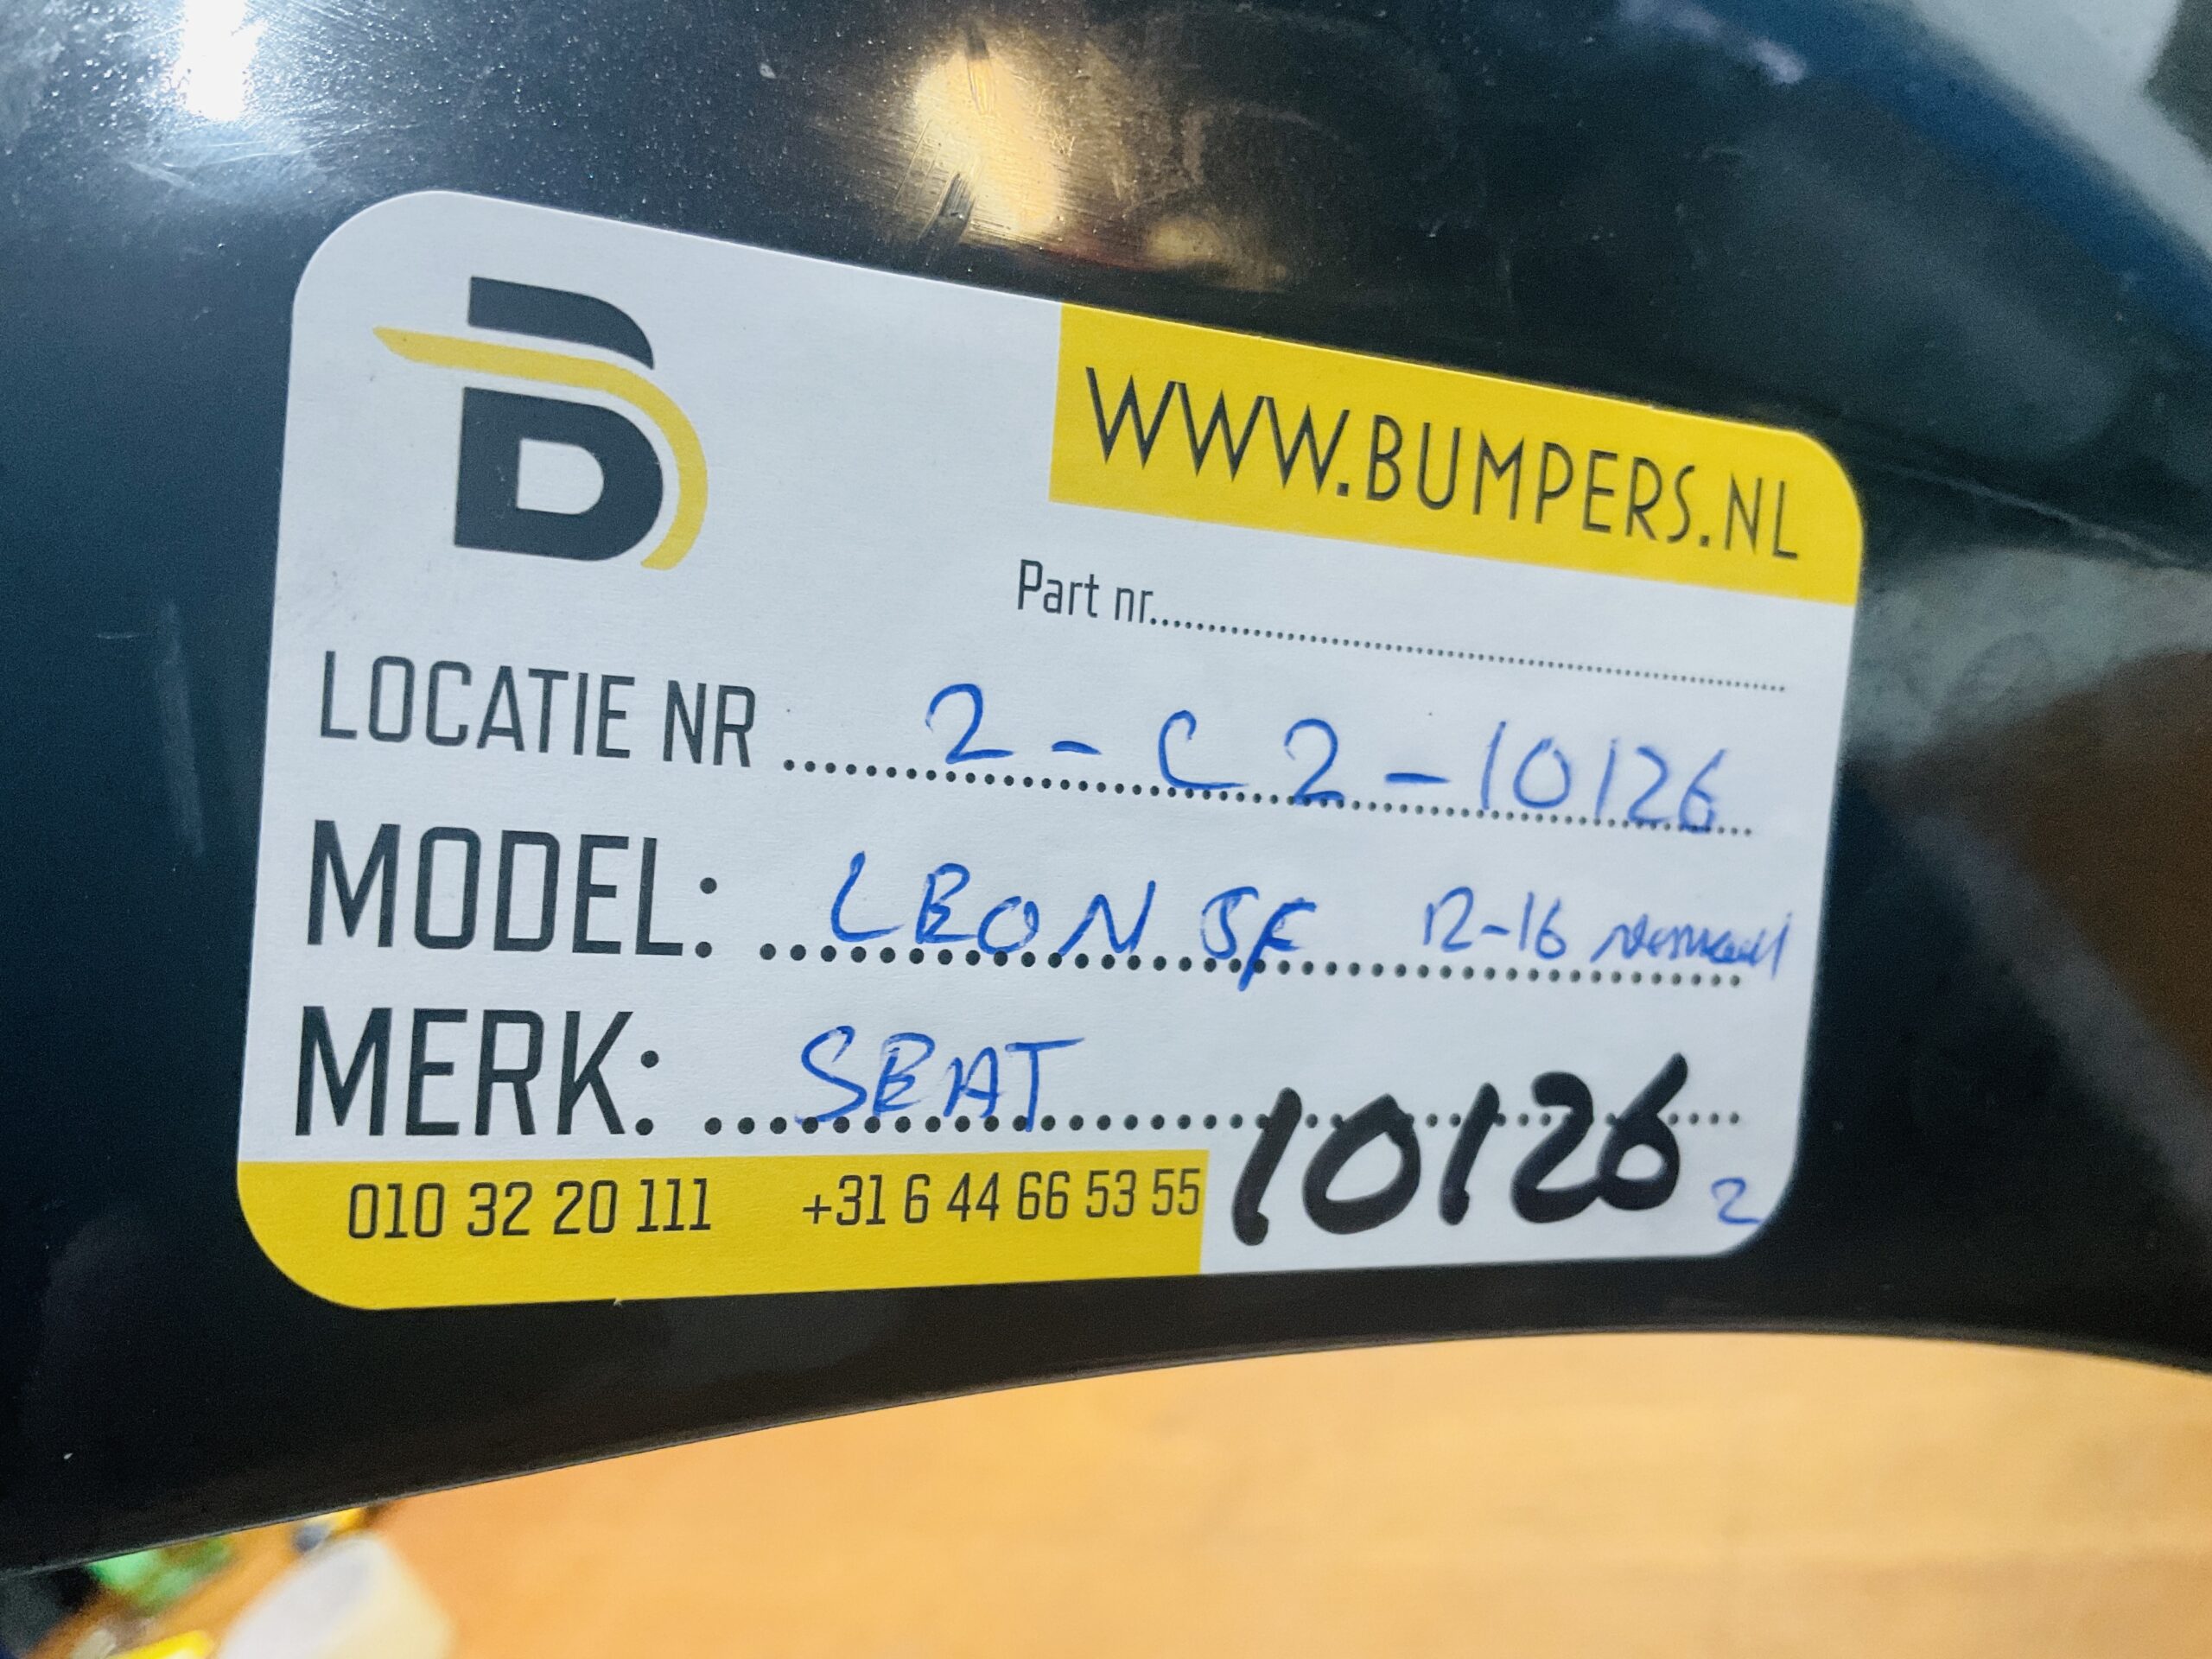 B
WWW.BUMPERS.NL
Part nr.
LOCATIE NR 2 - C2 - 10126
MODEL: LEON 5F 12-16
MERK: SEAT
10126 2
010 32 20 111 +31 6 44 66 53 55